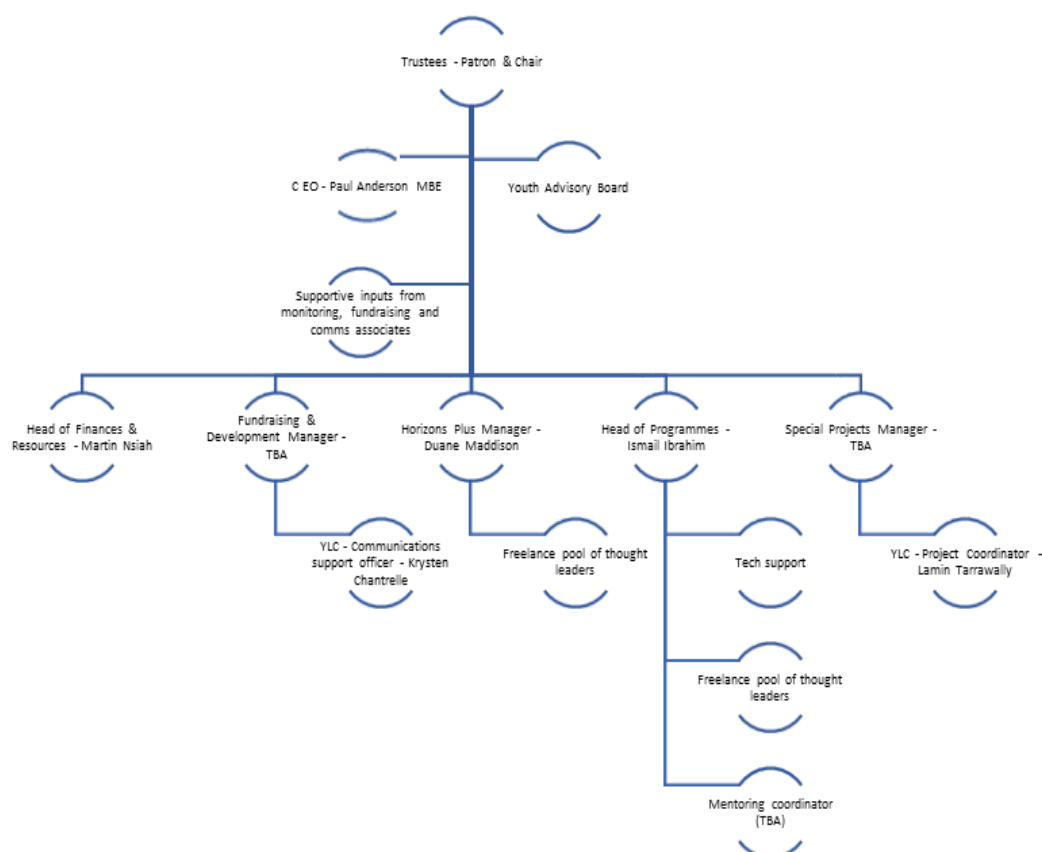 Trustees - Patron & Chair
C EO - Paul Anderson MBE
Youth Advisory Board
Supportive inputs from
monitoring, fundraising and
comms associates
Head of Finances &
Resources - Martin Nsiah
Fundraising &
Development Manager -
TBA
Horizons Plus Manager -
Duane Maddison
Head of Programmes -
Ismail Ibrahim
Special Projects Manager -
TBA
YLC - Communications
support officer - Krysten
Chantrelle
Freelance pool of thought
leaders
Tech support
YLC - Project Coordinator -
Lamin Tarrawally
Freelance pool of thought
leaders
Mentoring coordinator
(TBA)